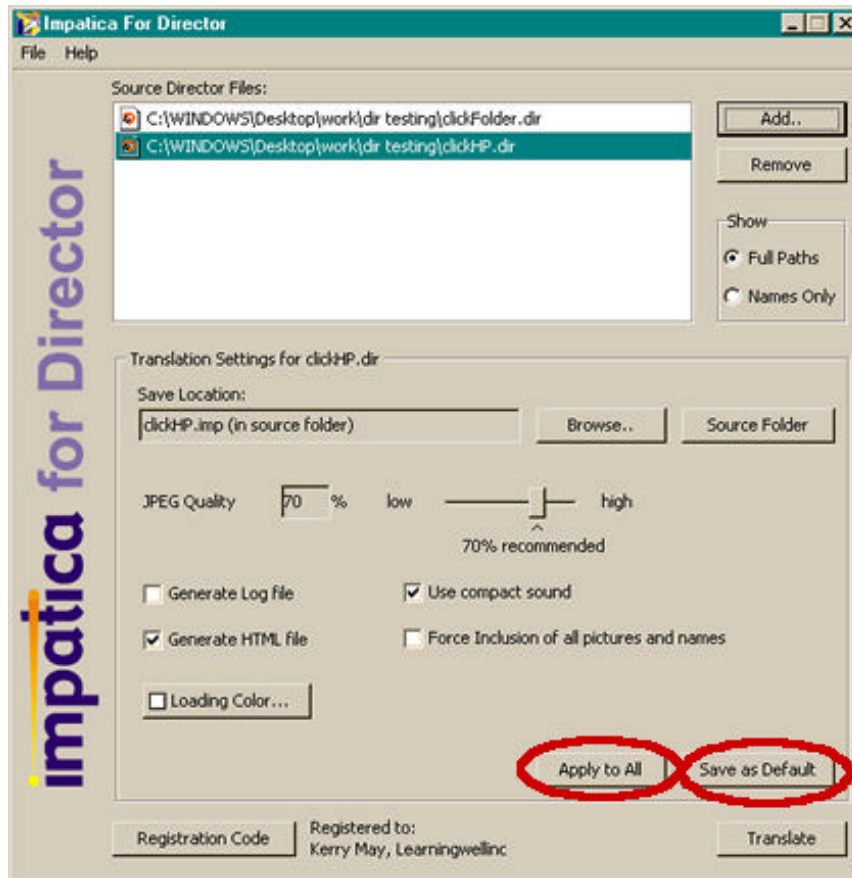 Impatica For Director
File Help
Source Director Files:
C:\WINDOWS\Desktop\work\dir testing\clickFolder.dir
C:\WINDOWS\Desktop\work\dir testing\clickHP.dir
Add..
Remove
Show
Full Paths
Names Only
impatica for Director
Translation Settings for clickHP.dir
Save Location:
clickHP.imp (in source folder)
Browse..
Source Folder
JPEG Quality 70 % low high
70% recommended
Generate Log file
Use compact sound
Generate HTML file
Force Inclusion of all pictures and names
Loading Color...
Apply to All
Save as Default
Registration Code
Registered to:
Kerry May, Learningwellinc
Translate